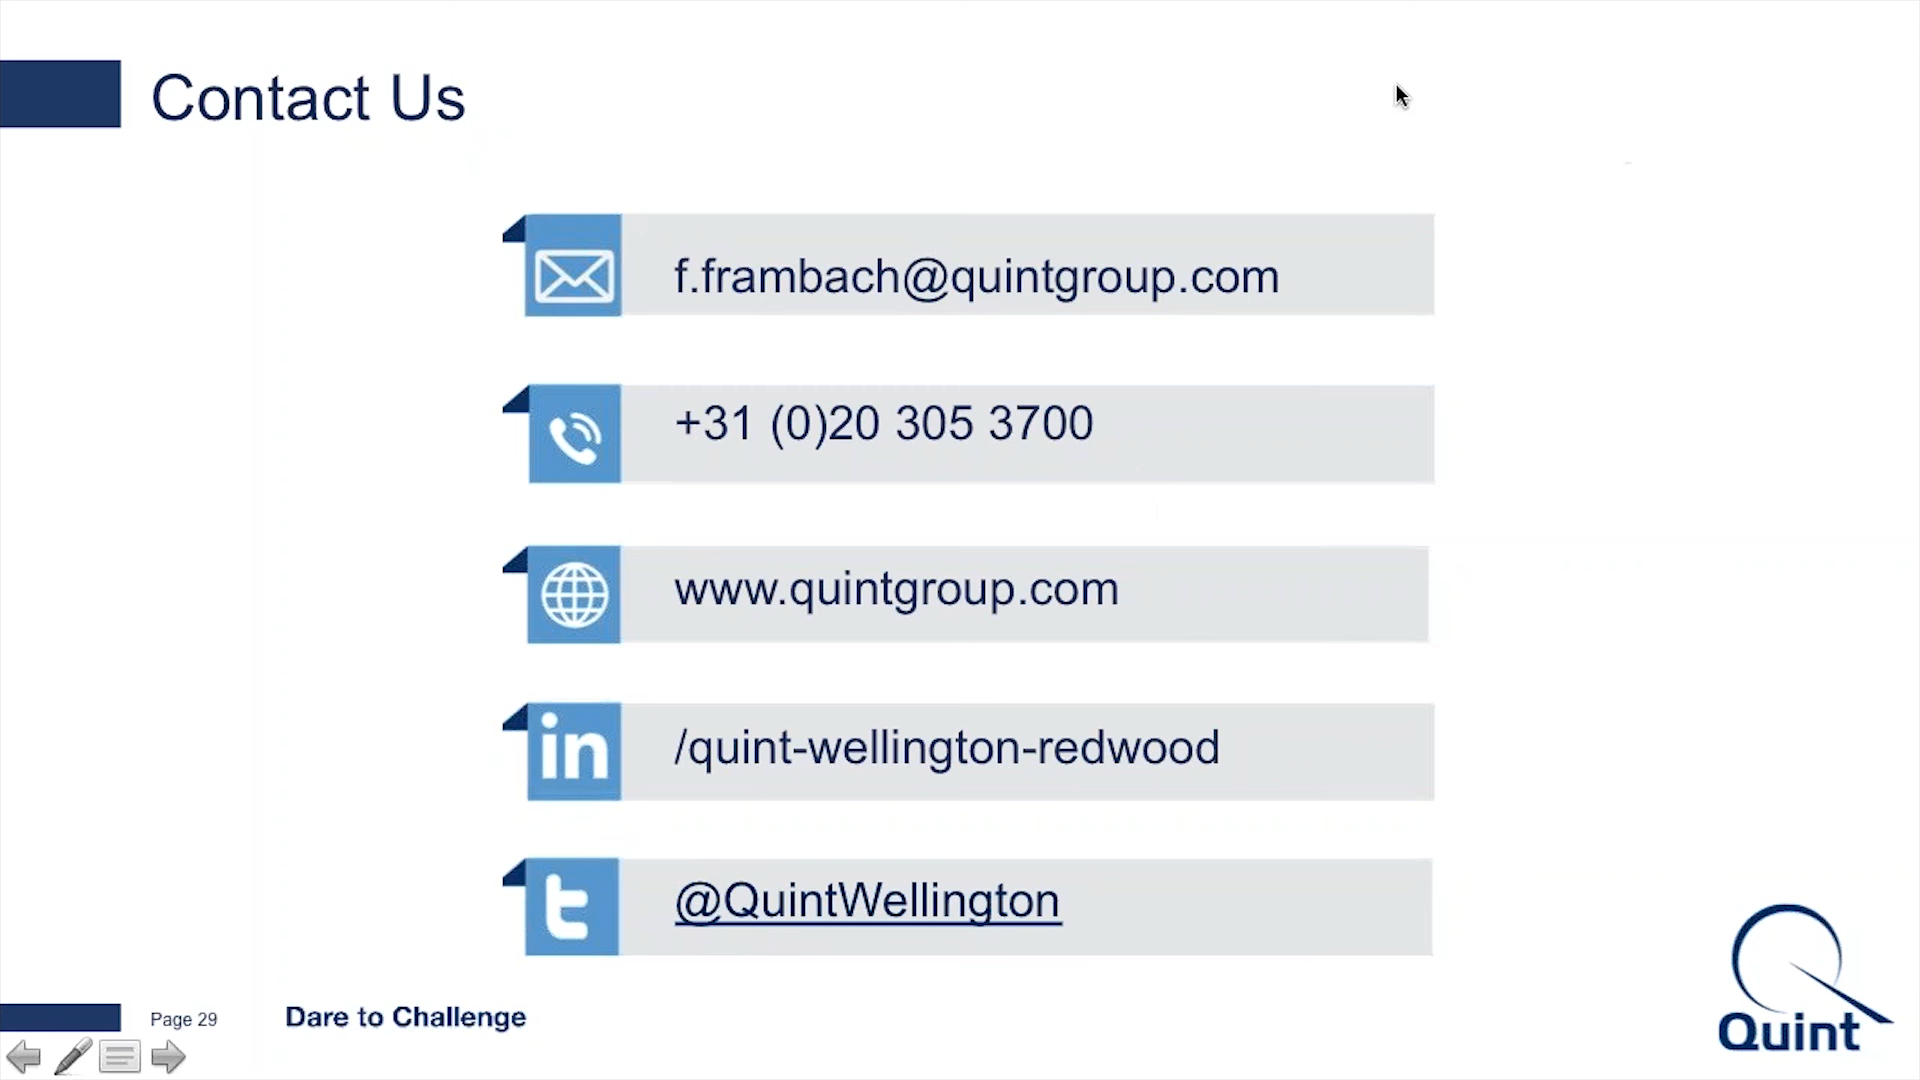 Contact Us
f.frambach@quintgroup.com
+31 (0)20 305 3700
www.quintgroup.com
in /quint-wellington-redwood
t @QuintWellington
Page 29 Dare to Challenge
Quint